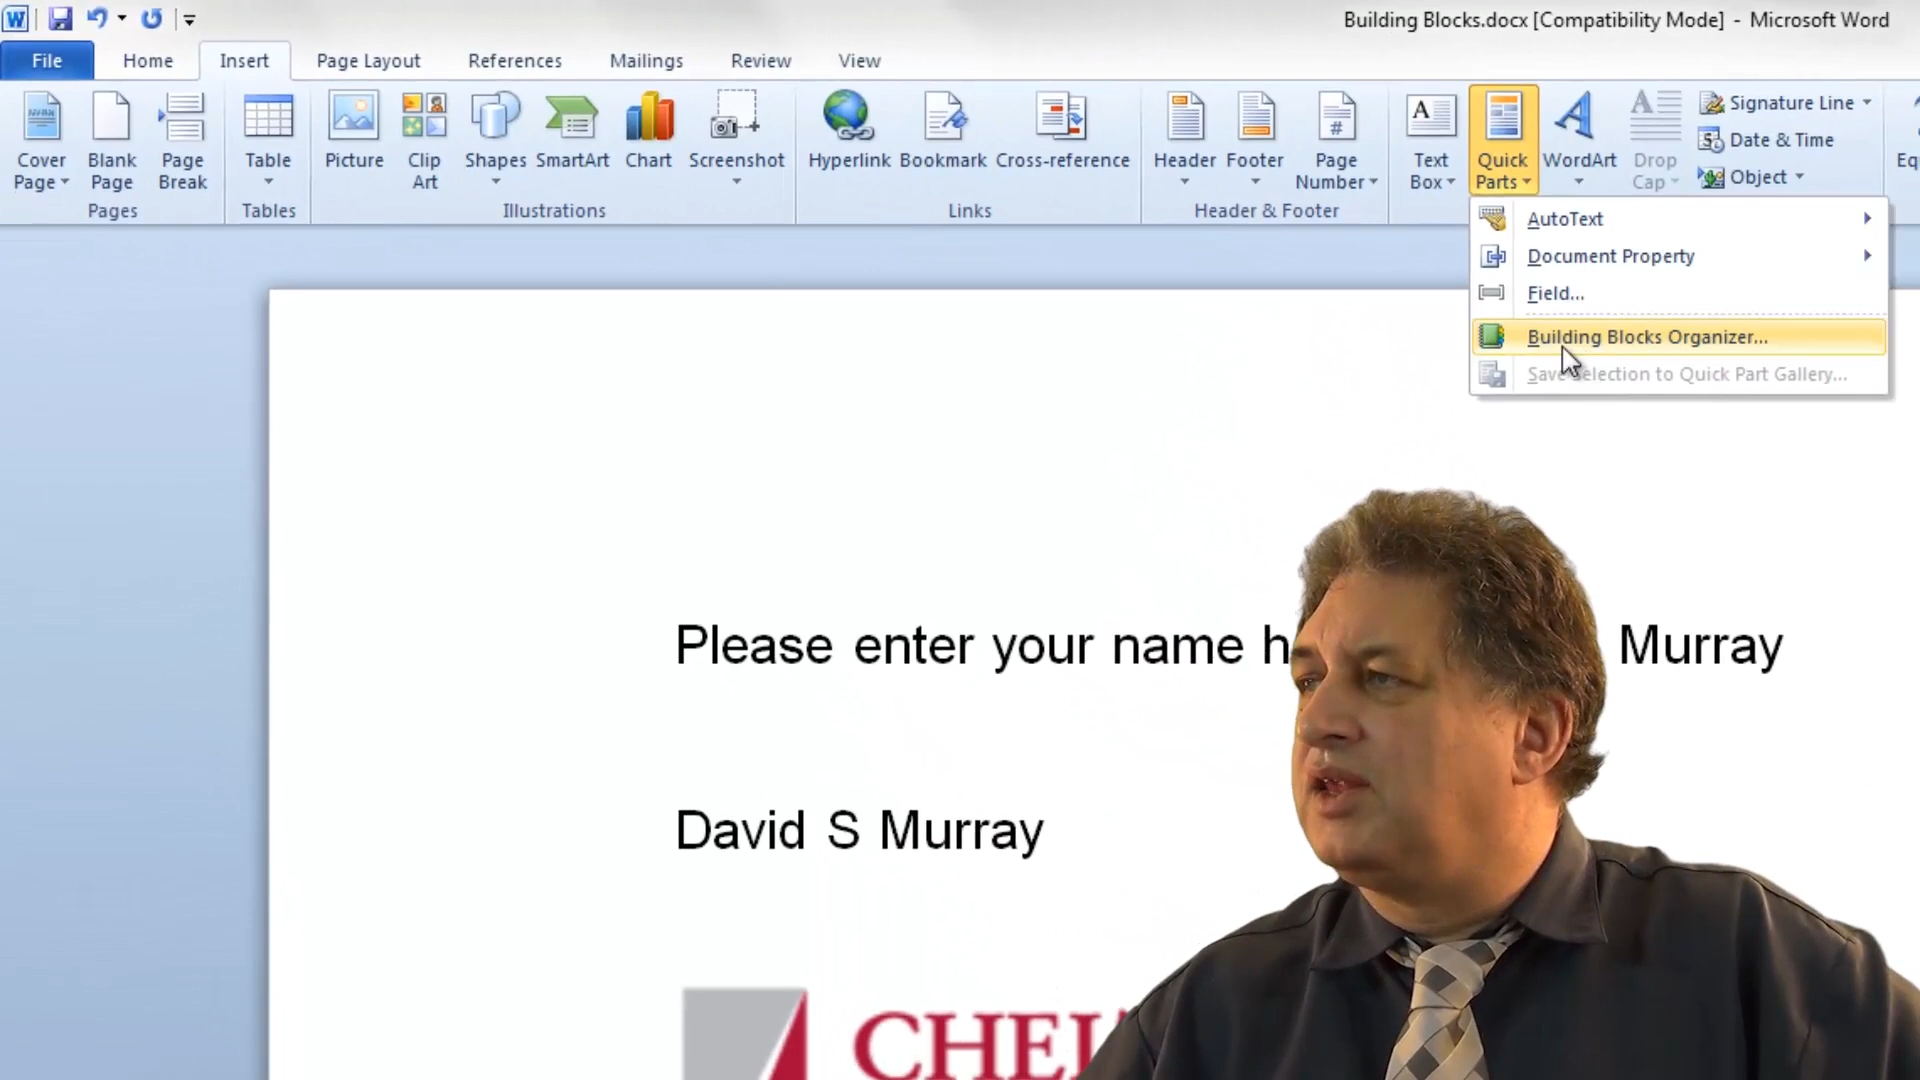 Building Blocks.docx [Compatibility Mode] - Microsoft Word
File Home Insert Page Layout References Mailings Review View
Cover Page
Blank Page
Page Break
Pages
Table
Tables
Picture
Clip Art
Shapes
SmartArt
Chart
Screenshot
Illustrations
Hyperlink
Bookmark
Cross-reference
Links
Header
Footer
Page Number
Header & Footer
Text Box
Quick Parts
WordArt
Drop Cap
Signature Line
Date & Time
Object
AutoText
Document Property
Field...
Building Blocks Organizer...
Save Selection to Quick Part Gallery...
Please enter your name h Murray
David S Murray